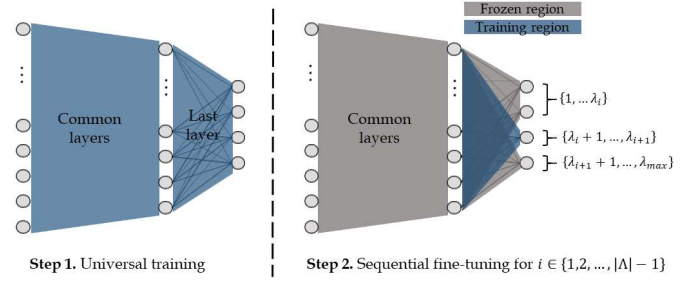 Frozen region
Training region
Common
layers
Last
layer
Common
layers
{1, … λᵢ}
{λᵢ + 1, … , λᵢ₊₁}
{λᵢ₊₁ + 1, … , λₘₐₓ}
Step 1. Universal training
Step 2. Sequential fine-tuning for i ∈ {1,2, … , |Λ| − 1}